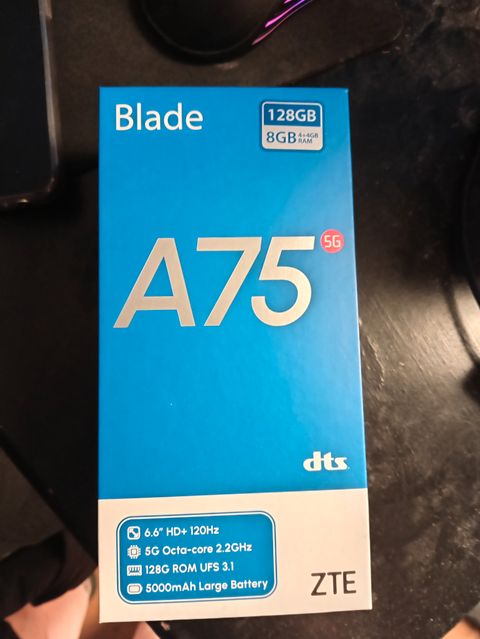 Blade
128GB
8GB 4+4GB RAM
A75 5G
dts
6.6" HD+ 120Hz
5G Octa-core 2.2GHz
128G ROM UFS 3.1
5000mAh Large Battery
ZTE